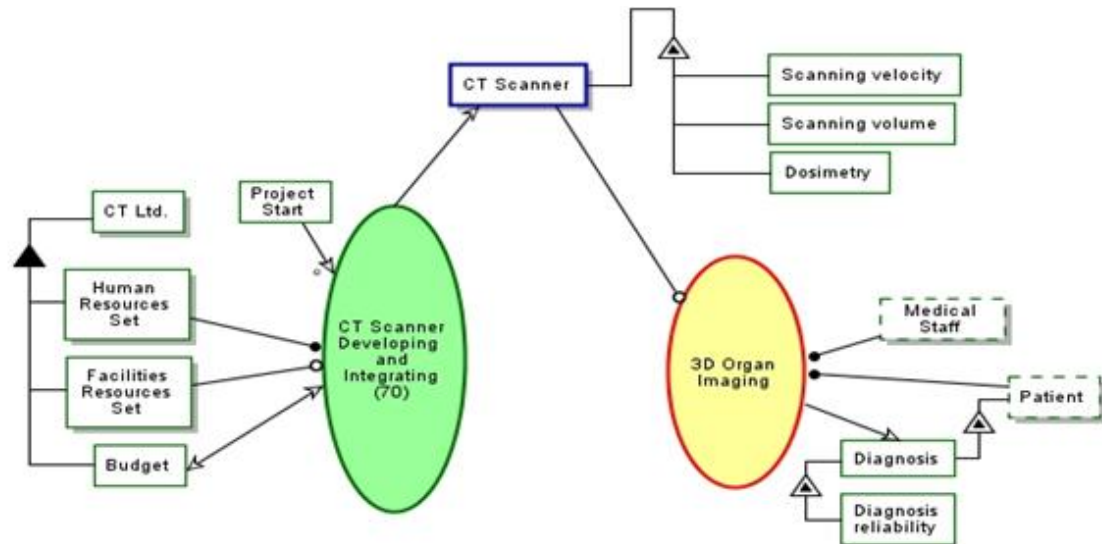 CT Scanner
Scanning velocity
Scanning volume
Dosimetry
Project
Start
CT Ltd.
Human
Resources
Set
Facilities
Resources
Set
Budget
CT Scanner
Developing
and
Integrating
(70)
3D Organ
Imaging
Medical
Staff
Patient
Diagnosis
Diagnosis
reliability